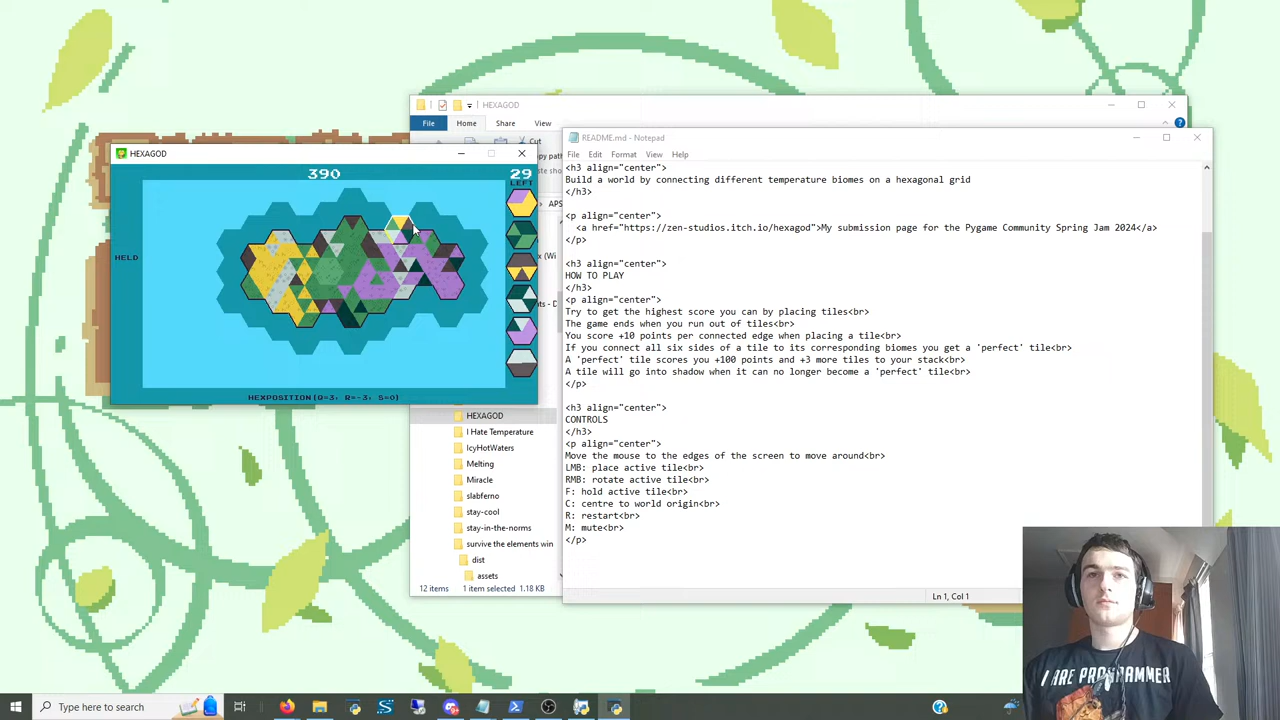 HEXAGOD
File
Home
Share
View
Cut
HEXAGOD
390
29
LEFT
HELD
HEXPOSITION(Q=3, R=-3, S=0)
README.md - Notepad
File
Edit
Format
View
Help
<h3 align="center">
Build a world by connecting different temperature biomes on a hexagonal grid
</h3>
<p align="center">
<a href="https://zen-studios.itch.io/hexagod">My submission page for the Pygame Community Spring Jam 2024</a>
</p>
<h3 align="center">
HOW TO PLAY
</h3>
<p align="center">
Try to get the highest score you can by placing tiles<br>
The game ends when you run out of tiles<br>
You score +10 points per connected edge when placing a tile<br>
If you connect all six sides of a tile to its corresponding biomes you get a 'perfect' tile<br>
A 'perfect' tile scores you +100 points and +3 more tiles to your stack<br>
A tile will go into shadow when it can no longer become a 'perfect' tile<br>
</p>
<h3 align="center">
CONTROLS
</h3>
<p align="center">
Move the mouse to the edges of the screen to move around<br>
LMB: place active tile<br>
RMB: rotate active tile<br>
F: hold active tile<br>
C: centre to world origin<br>
R: restart<br>
M: mute<br>
</p>
Ln 1, Col 1
HEXAGOD
I Hate Temperature
IcyHotWaters
Melting
Miracle
slabferno
stay-cool
stay-in-the-norms
survive the elements win
dist
assets
12 items
1 item selected 1.18 KB
Type here to search